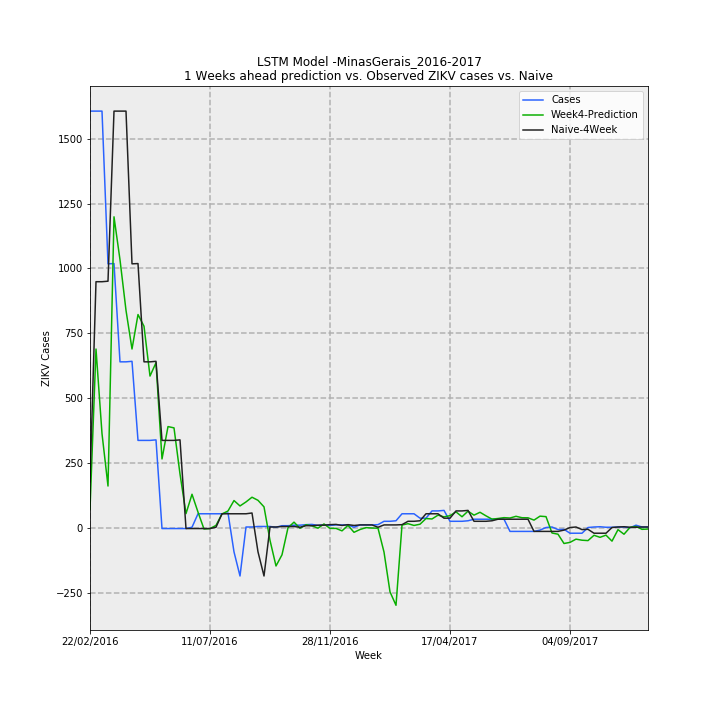 LSTM Model -MinasGerais_2016-2017
1 Weeks ahead prediction vs. Observed ZIKV cases vs. Naive
Cases
Week4-Prediction
Naive-4Week
ZIKV Cases
1500
1250
1000
750
500
250
0
−250
22/02/2016
11/07/2016
28/11/2016
17/04/2017
04/09/2017
Week